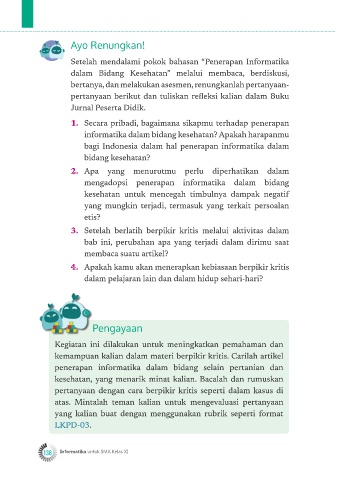 Ayo Renungkan!
Setelah mendalami pokok bahasan "Penerapan Informatika
dalam Bidang Kesehatan" melalui membaca, berdiskusi,
bertanya, dan melakukan asesmen, renungkanlah pertanyaan-
pertanyaan berikut dan tuliskan refleksi kalian dalam Buku
Jurnal Peserta Didik.
1. Secara pribadi, bagaimana sikapmu terhadap penerapan
informatika dalam bidang kesehatan? Apakah harapanmu
bagi Indonesia dalam hal penerapan informatika dalam
bidang kesehatan?
2. Apa yang menurutmu perlu diperhatikan dalam
mengadopsi penerapan informatika dalam bidang
kesehatan untuk mencegah timbulnya dampak negatif
yang mungkin terjadi, termasuk yang terkait persoalan
etis?
3. Setelah berlatih berpikir kritis melalui aktivitas dalam
bab ini, perubahan apa yang terjadi dalam dirimu saat
membaca suatu artikel?
4. Apakah kamu akan menerapkan kebiasaan berpikir kritis
dalam pelajaran lain dan dalam hidup sehari-hari?
Pengayaan
Kegiatan ini dilakukan untuk meningkatkan pemahaman dan
kemampuan kalian dalam materi berpikir kritis. Carilah artikel
penerapan informatika dalam bidang selain pertanian dan
kesehatan, yang menarik minat kalian. Bacalah dan rumuskan
pertanyaan dengan cara berpikir kritis seperti dalam kasus di
atas. Mintalah teman kalian untuk mengevaluasi pertanyaan
yang kalian buat dengan menggunakan rubrik seperti format
LKPD-03.
138 Informatika untuk SMA Kelas XI